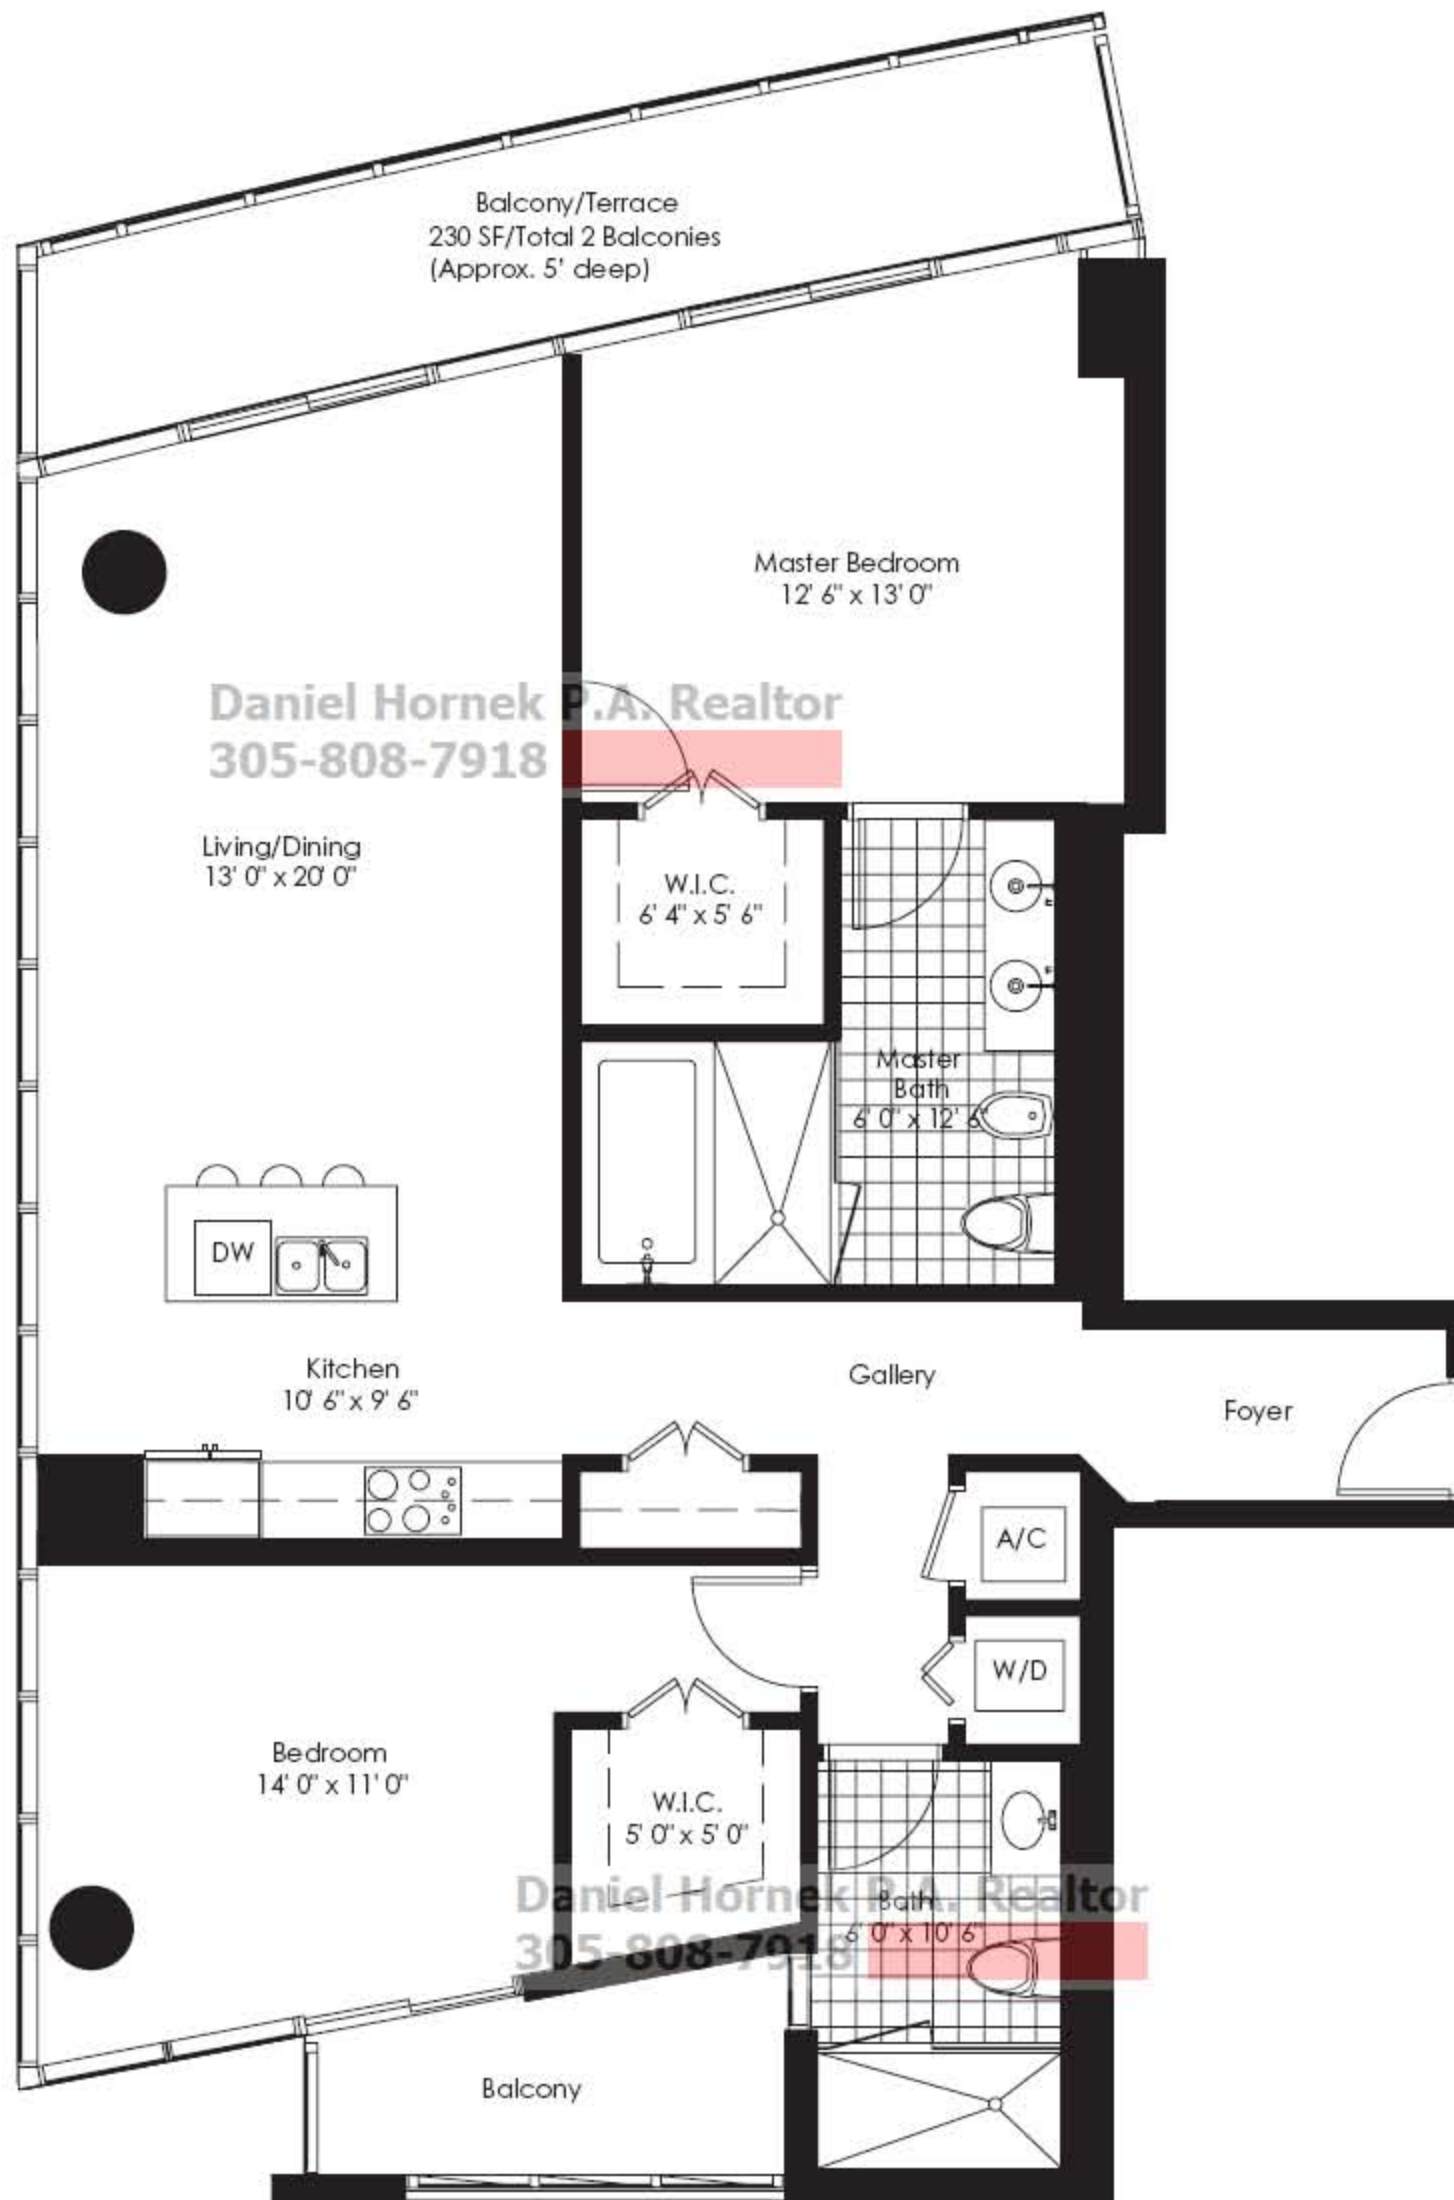 Balcony/Terrace
230 SF/Total 2 Balconies
(Approx. 5' deep)
Master Bedroom
12' 6" x 13' 0"
Daniel Hornek P.A. Realtor
305-808-7918
Living/Dining
13' 0" x 20' 0"
W.I.C.
6' 4" x 5' 6"
Master
Bath
6' 0" x 12' 6"
DW
Kitchen
10' 6" x 9' 6"
Gallery
Foyer
A/C
W/D
Bedroom
14' 0" x 11' 0"
W.I.C.
5' 0" x 5' 0"
Daniel Hornek P.A. Realtor
305-808-7918
Bath
6' 0" x 10' 6"
Balcony